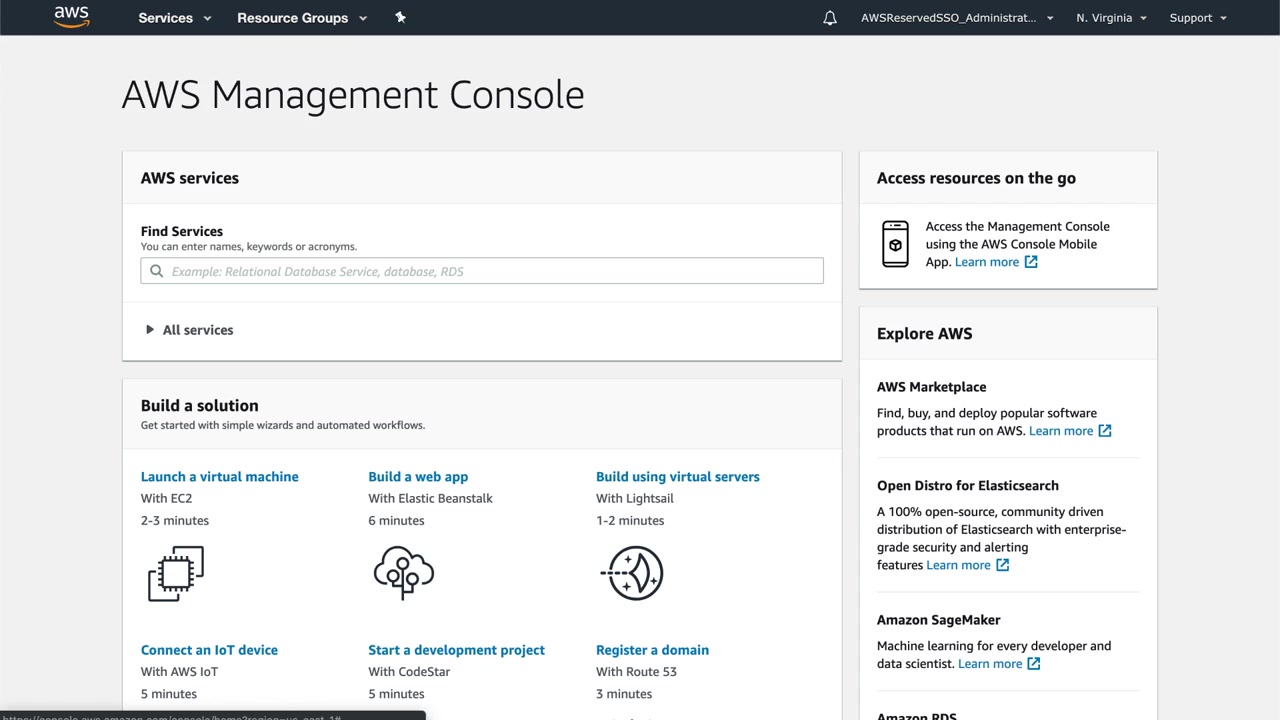 aws Services Resource Groups AWSReservedSSO_Administrat... N. Virginia Support
AWS Management Console
AWS services
Find Services
You can enter names, keywords or acronyms.
Example: Relational Database Service, database, RDS
All services
Build a solution
Get started with simple wizards and automated workflows.
Launch a virtual machine
With EC2
2-3 minutes
Build a web app
With Elastic Beanstalk
6 minutes
Build using virtual servers
With Lightsail
1-2 minutes
Connect an IoT device
With AWS IoT
5 minutes
Start a development project
With CodeStar
5 minutes
Register a domain
With Route 53
3 minutes
Access resources on the go
Access the Management Console
using the AWS Console Mobile
App. Learn more
Explore AWS
AWS Marketplace
Find, buy, and deploy popular software
products that run on AWS. Learn more
Open Distro for Elasticsearch
A 100% open-source, community driven
distribution of Elasticsearch with enterprise-
grade security and alerting
features Learn more
Amazon SageMaker
Machine learning for every developer and
data scientist. Learn more
Amazon RDS